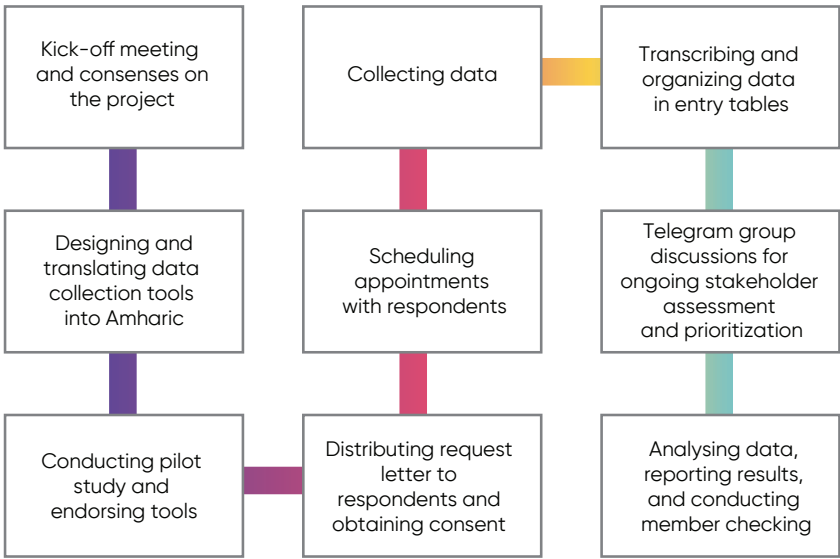 Kick-off meeting
and consenses on
the project
Designing and
translating data
collection tools
into Amharic
Conducting pilot
study and
endorsing tools
Distributing request
letter to
respondents and
obtaining consent
Scheduling
appointments
with respondents
Collecting data
Transcribing and
organizing data
in entry tables
Telegram group
discussions for
ongoing stakeholder
assessment
and prioritization
Analysing data,
reporting results,
and conducting
member checking